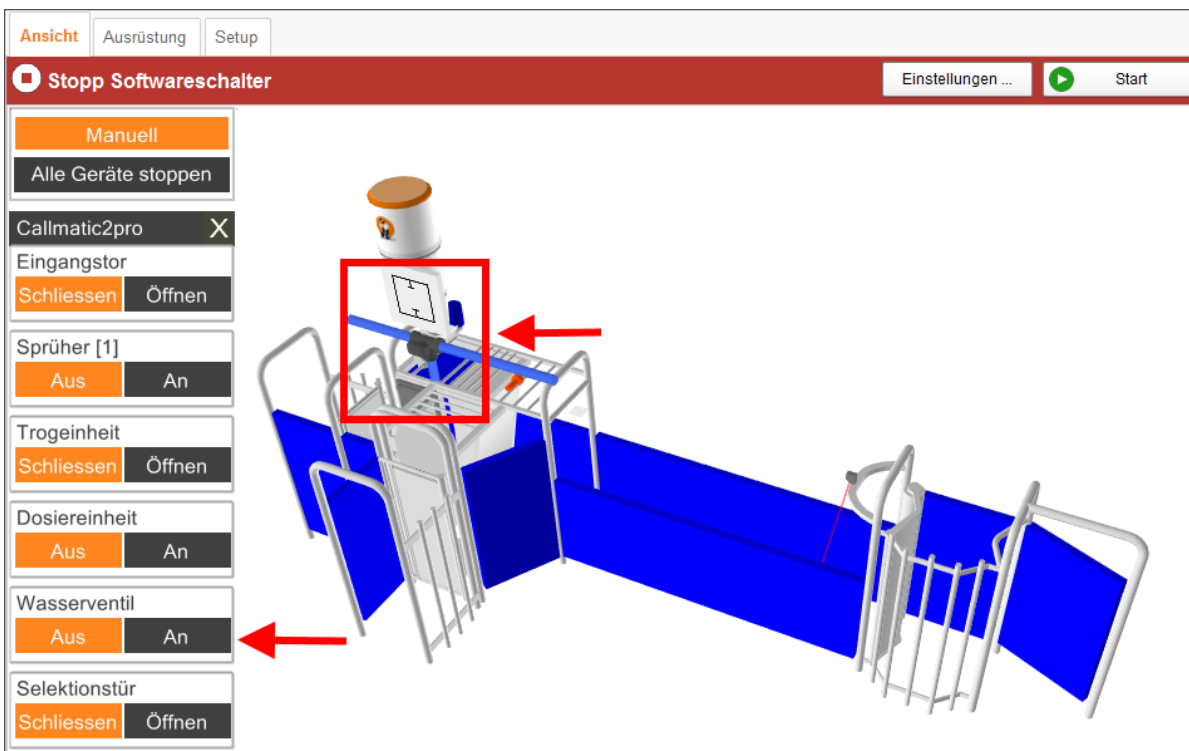 Ansicht Ausrüstung Setup
Stopp Softwareschalter Einstellungen ... Start
Manuell
Alle Geräte stoppen
Callmatic2pro X
Eingangstor
Schliessen Öffnen
Sprüher [1]
Aus An
Trogeinheit
Schliessen Öffnen
Dosiereinheit
Aus An
Wasserventil
Aus An
Selektionstür
Schliessen Öffnen